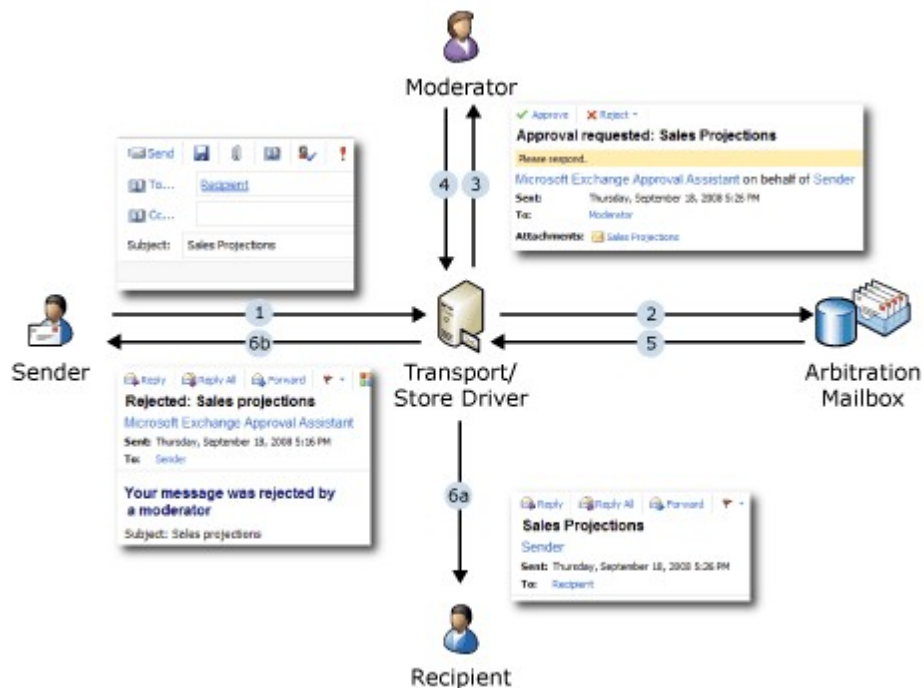 Moderator
Send
To... Recipient
Cc...
Subject: Sales Projections
4
3
Approve Reject
Approval requested: Sales Projections
Please respond.
Microsoft Exchange Approval Assistant on behalf of Sender
Sent: Thursday, September 18, 2008 5:26 PM
To: Moderator
Attachments: Sales Projections
1
2
6b
5
Sender
Transport/
Store Driver
Arbitration
Mailbox
Reply Reply All Forward
Rejected: Sales projections
Microsoft Exchange Approval Assistant
Sent: Thursday, September 18, 2008 5:16 PM
To: Sender
Your message was rejected by
a moderator
Subject: Sales projections
6a
Reply Reply All Forward
Sales Projections
Sender
Sent: Thursday, September 18, 2008 5:26 PM
To: Recipient
Recipient